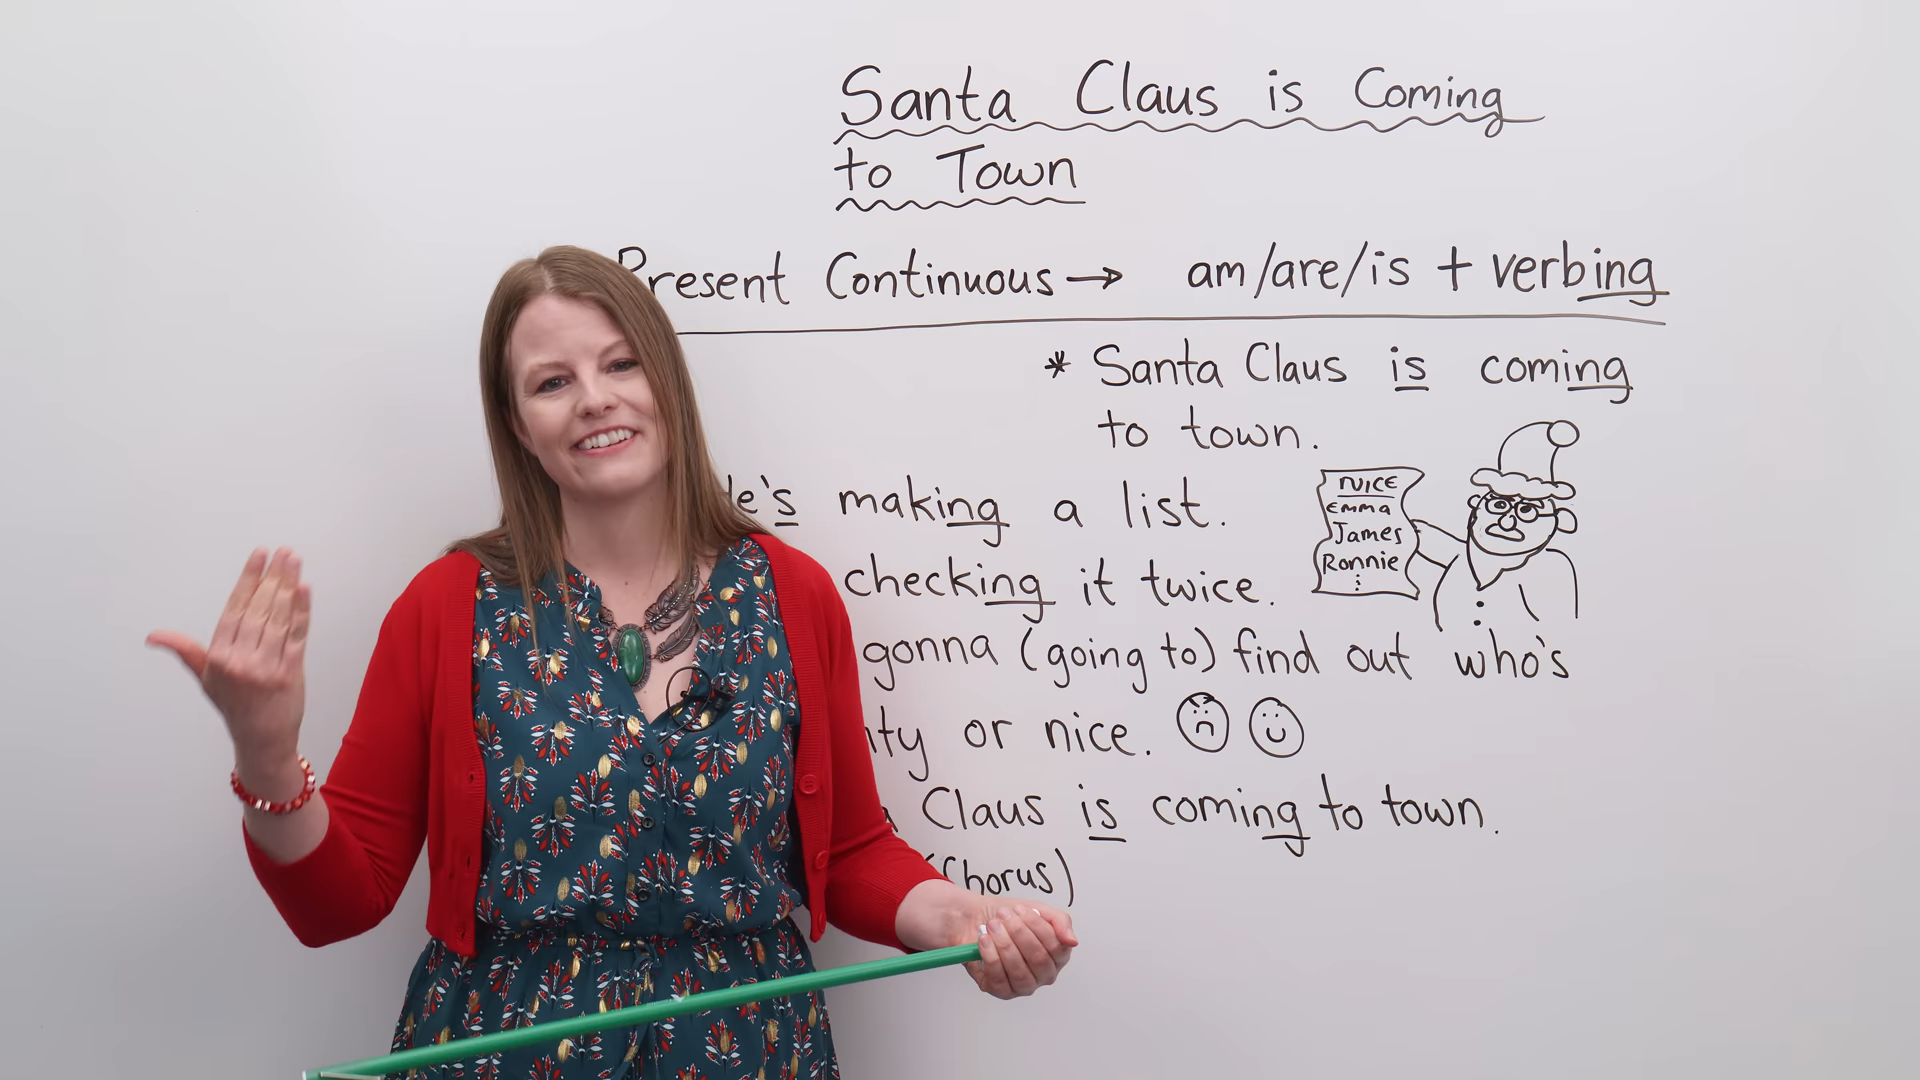 Santa Claus is Coming
to Town
Present Continuous → am/are/is + verbing
* Santa Claus is coming
to town.
making a list.
NICE
EMMA
James
Ronnie
checking it twice.
gonna (going to) find out who's
or nice.
Claus is coming to town.
(Chorus)